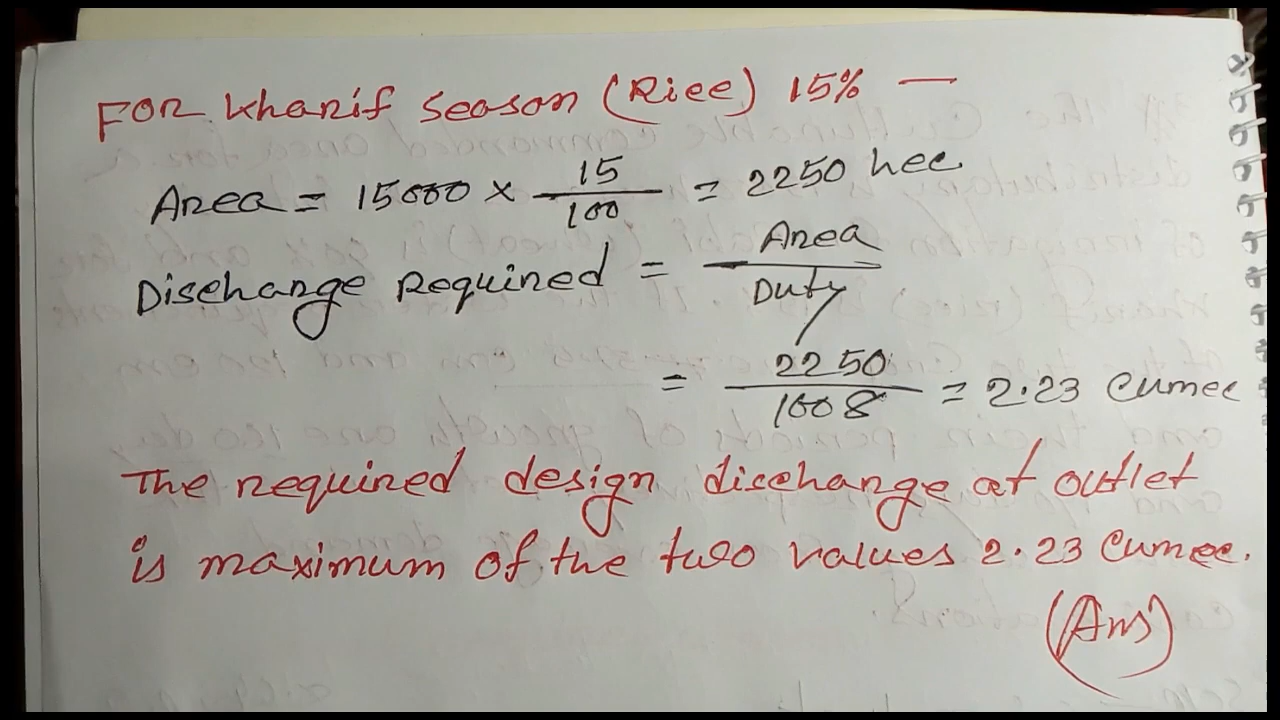 FOR Kharif Season (Rice) 15% —
Area = 15000 × 15/100 = 2250 hec
Discharge Required = Area/Duty
= 2250/1008 = 2.23 Cumec
The required design discharge at outlet
is maximum of the two values 2.23 Cumec.
(Ans)